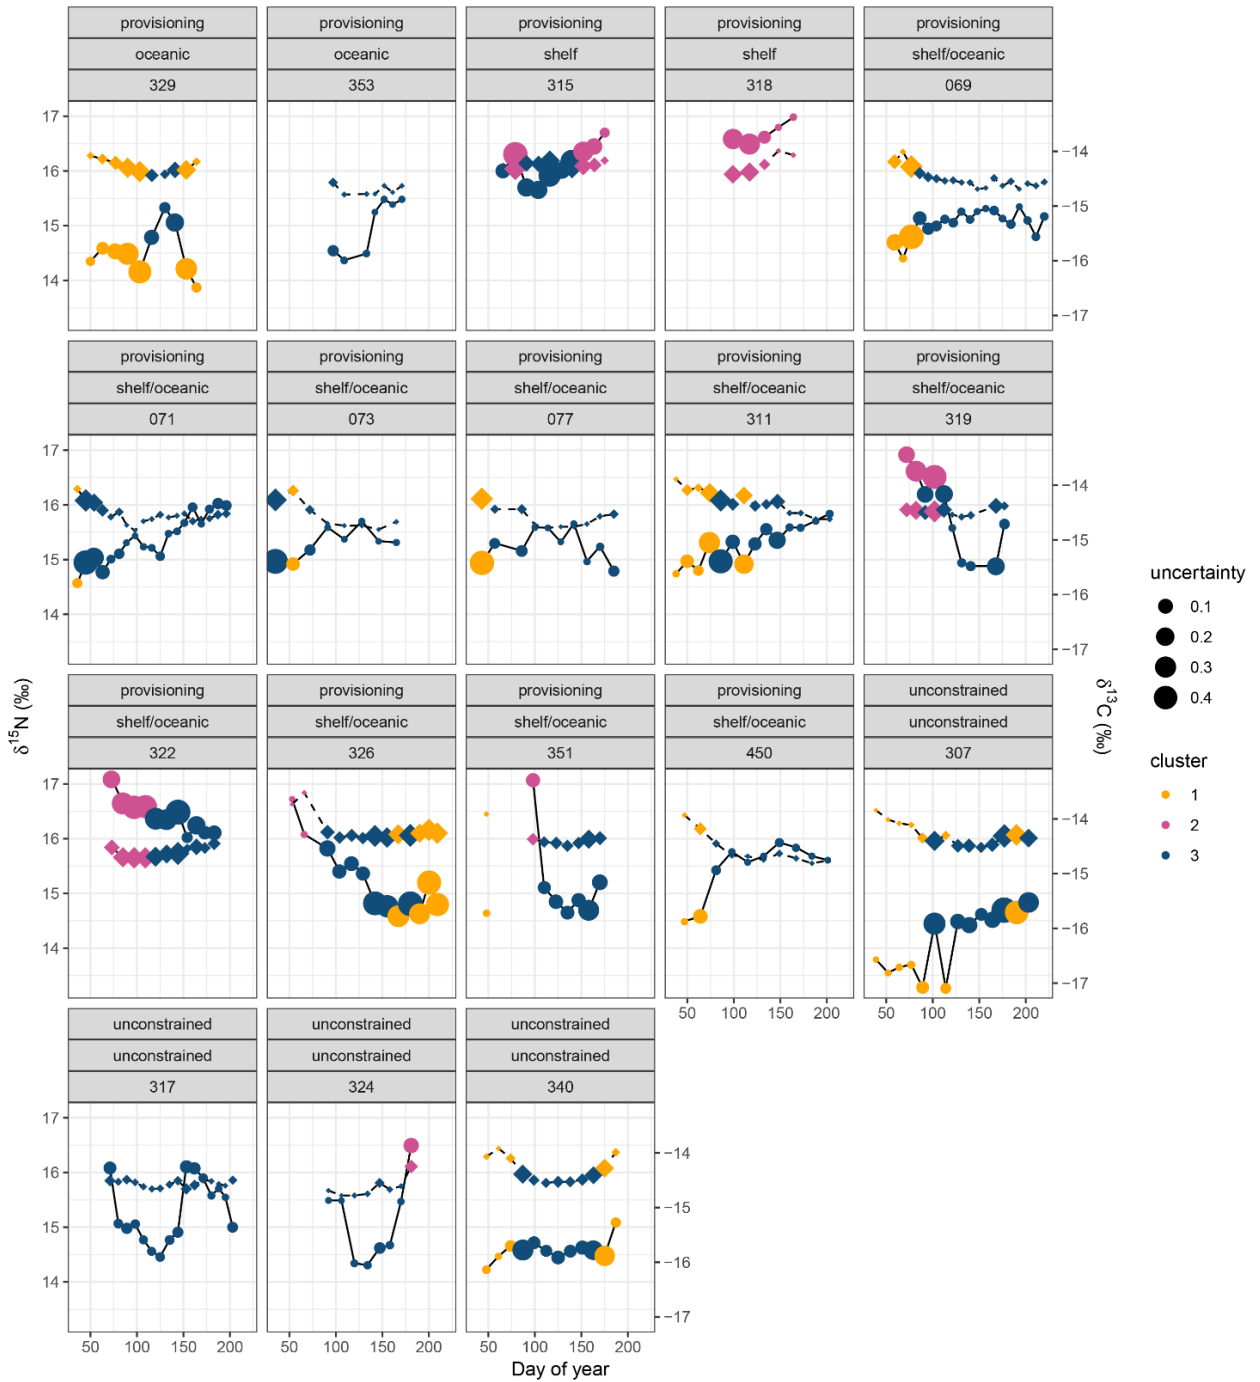 provisioning provisioning provisioning provisioning provisioning
oceanic oceanic shelf shelf shelf/oceanic
329 353 315 318 069
17
16
15
14
−14
−15
−16
−17
provisioning provisioning provisioning provisioning provisioning
shelf/oceanic shelf/oceanic shelf/oceanic shelf/oceanic shelf/oceanic
071 073 077 311 319
17
16
15
14
−14
−15
−16
−17
provisioning provisioning provisioning provisioning unconstrained
shelf/oceanic shelf/oceanic shelf/oceanic shelf/oceanic unconstrained
322 326 351 450 307
17
16
15
14
−14
−15
−16
−17
50 100 150 200 50 100 150 200
unconstrained unconstrained unconstrained
unconstrained unconstrained unconstrained
317 324 340
17
16
15
14
−14
−15
−16
−17
50 100 150 200 50 100 150 200 50 100 150 200
Day of year
δ15N (‰)
δ13C (‰)
uncertainty
0.1
0.2
0.3
0.4
cluster
1
2
3